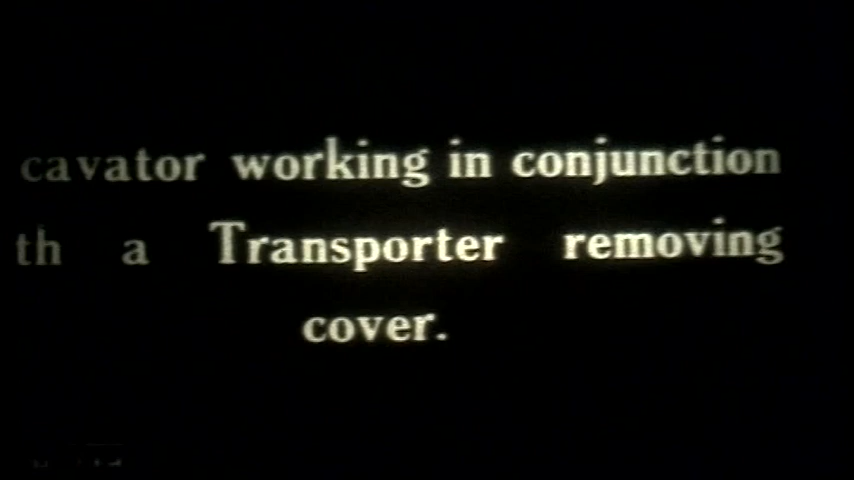 cavator working in conjunction
th a Transporter removing
cover.